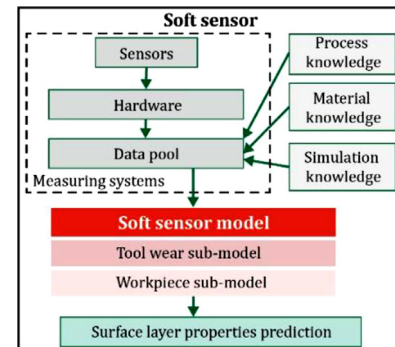 Soft sensor
Sensors
Process
knowledge
Hardware
Material
knowledge
Data pool
Simulation
knowledge
Measuring systems
Soft sensor model
Tool wear sub-model
Workpiece sub-model
Surface layer properties prediction